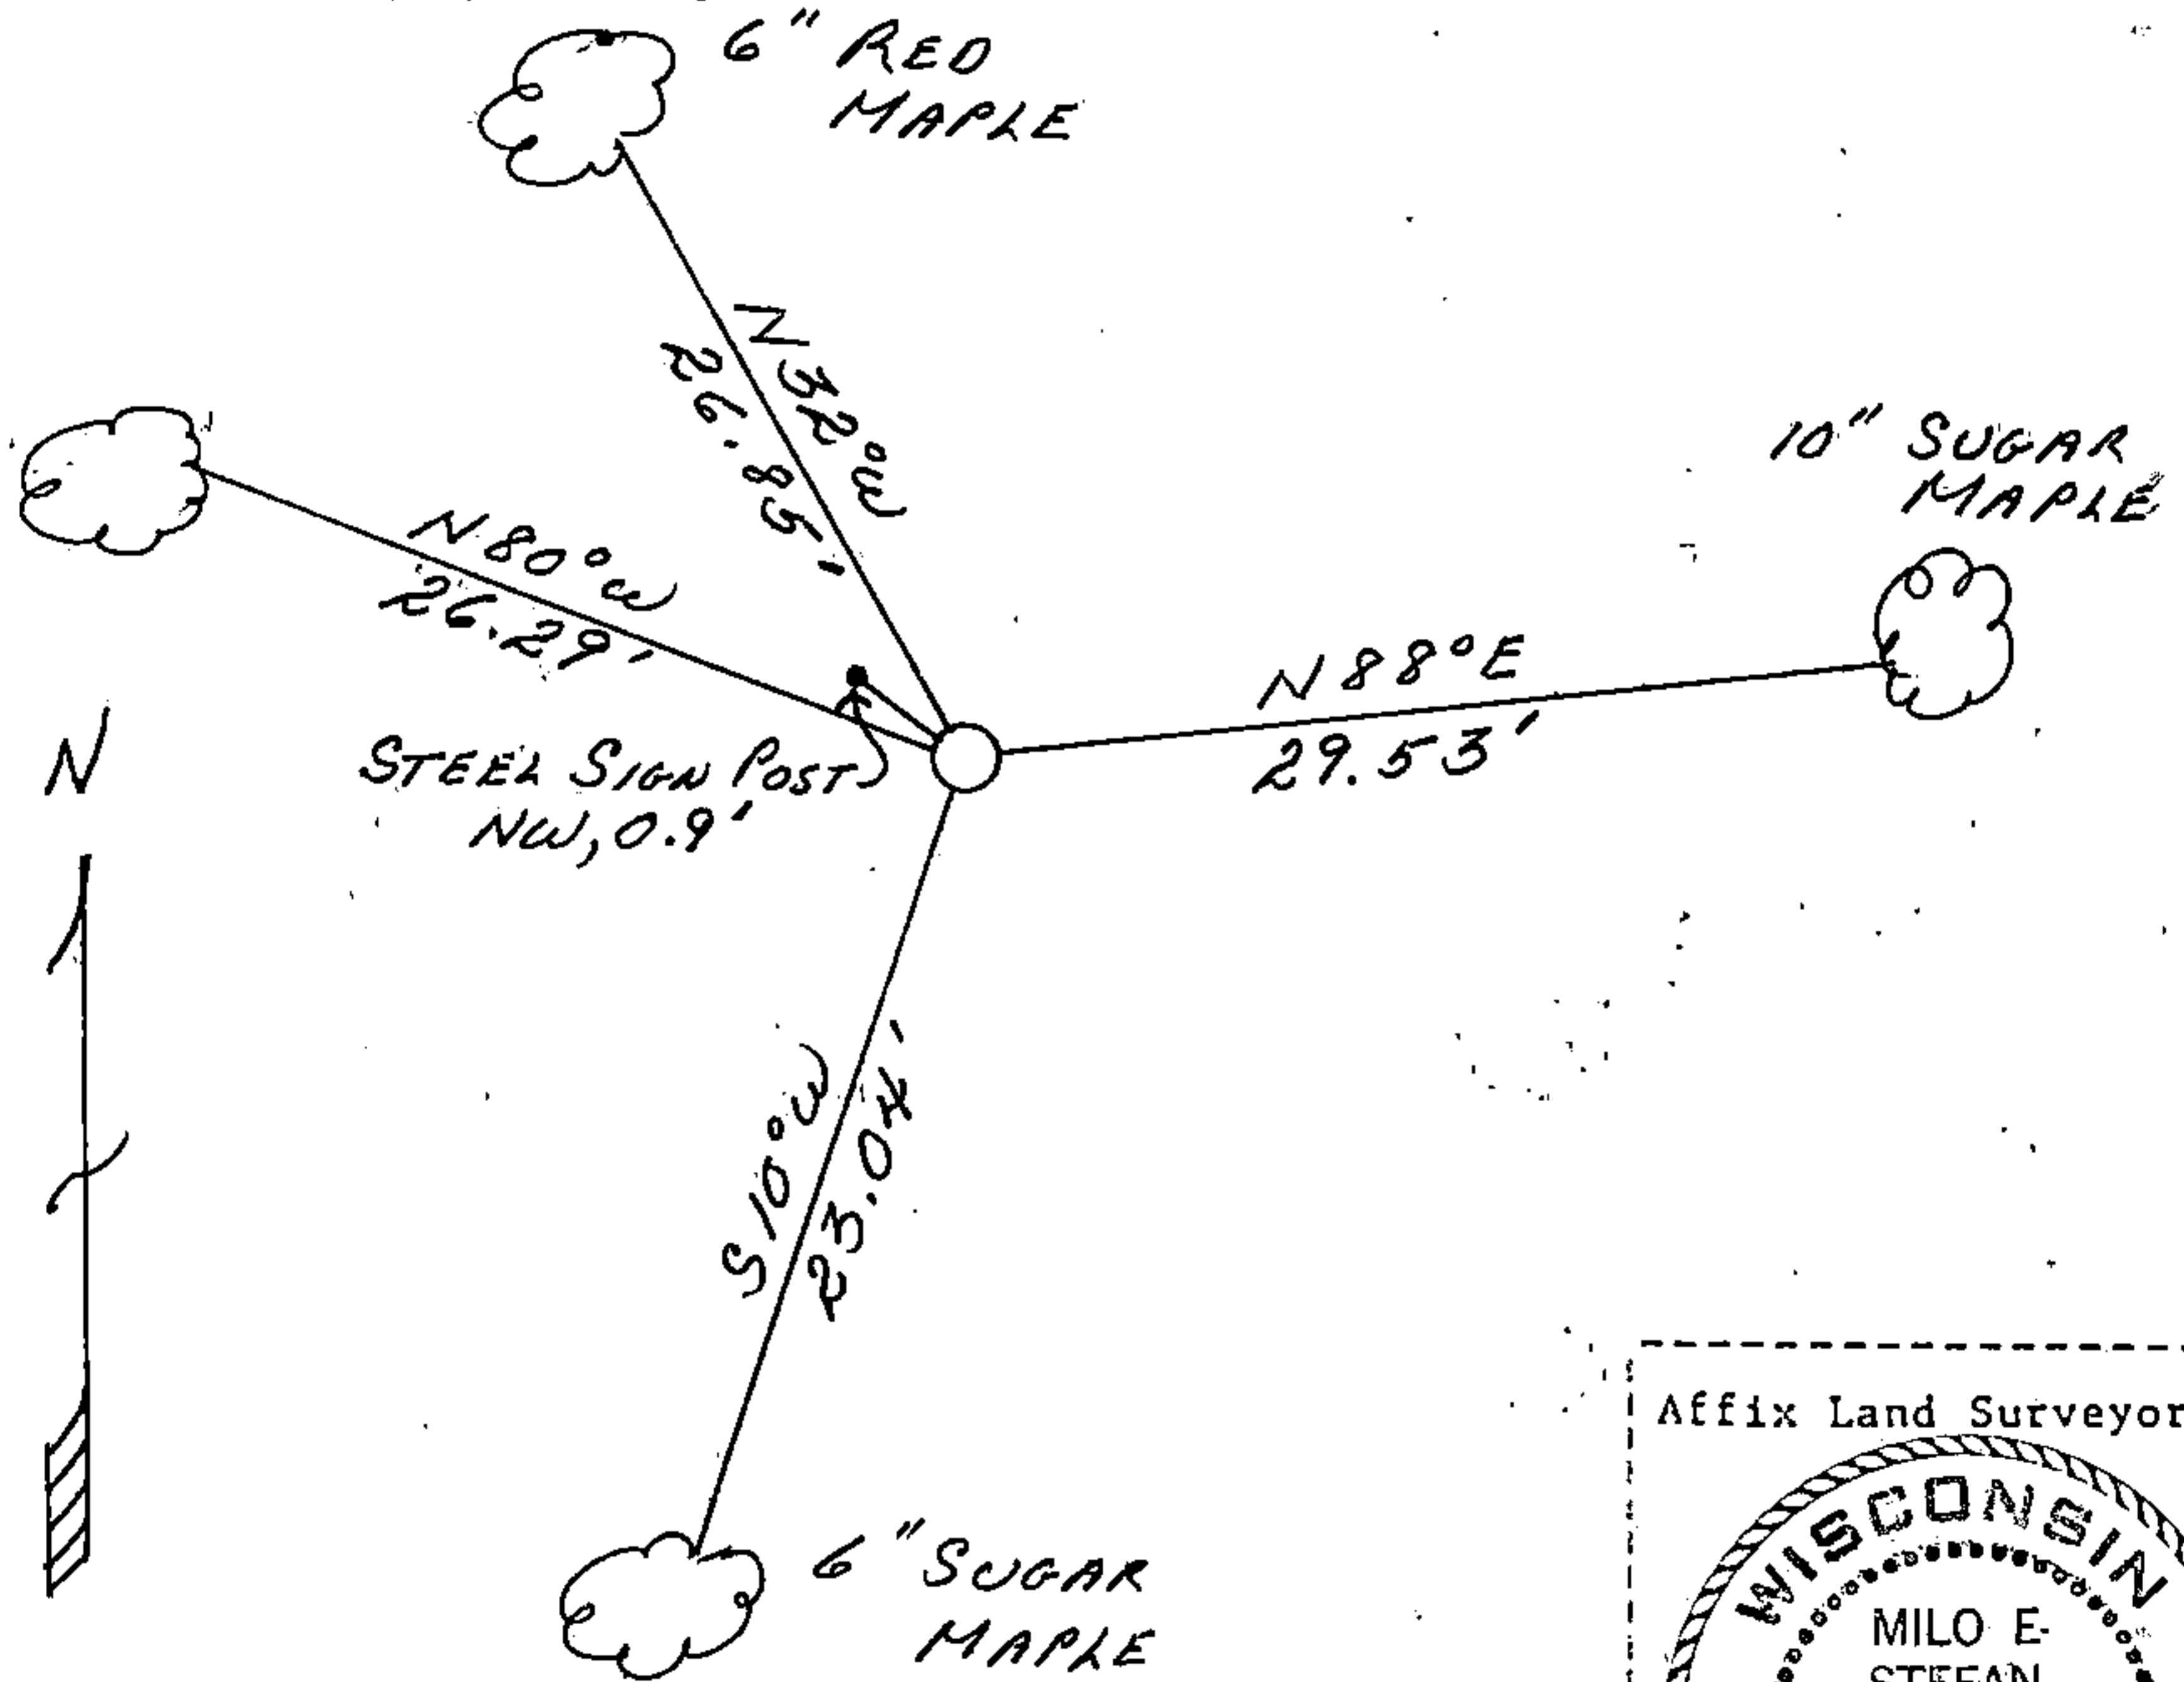 6" RED
MAPLE
N32°W
26.85'
10" SUGAR
MAPLE
N80°W
26.29'
N88°E
29.53'
N
STEEL SIGN POST
NW, 0.9'
S10°W
23.04'
6" SUGAR
MAPLE
Affix Land Surveyor
WISCONSIN
MILO E-
STEFAN